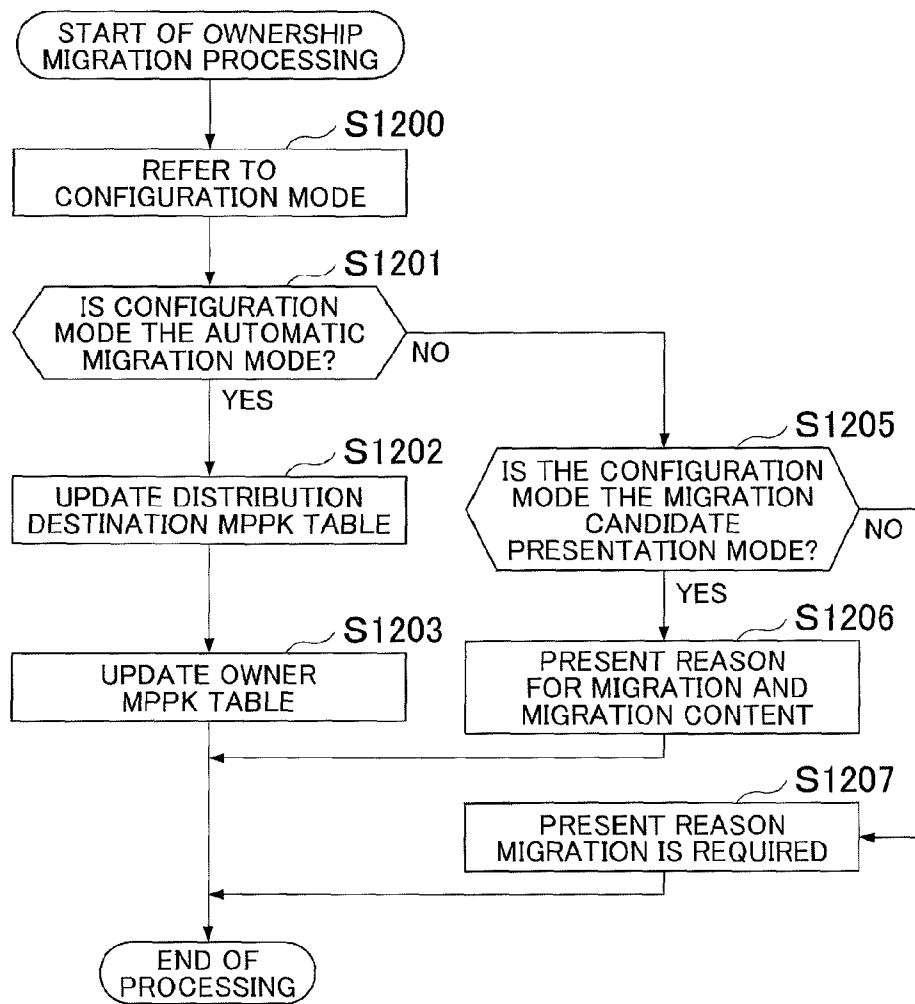 START OF OWNERSHIP
MIGRATION PROCESSING
S1200
REFER TO
CONFIGURATION MODE
S1201
IS CONFIGURATION
MODE THE AUTOMATIC
MIGRATION MODE?
NO
YES
S1202
UPDATE DISTRIBUTION
DESTINATION MPPK TABLE
S1203
UPDATE OWNER
MPPK TABLE
S1205
IS THE CONFIGURATION
MODE THE MIGRATION
CANDIDATE
PRESENTATION MODE?
NO
YES
S1206
PRESENT REASON
FOR MIGRATION AND
MIGRATION CONTENT
S1207
PRESENT REASON
MIGRATION IS REQUIRED
END OF
PROCESSING